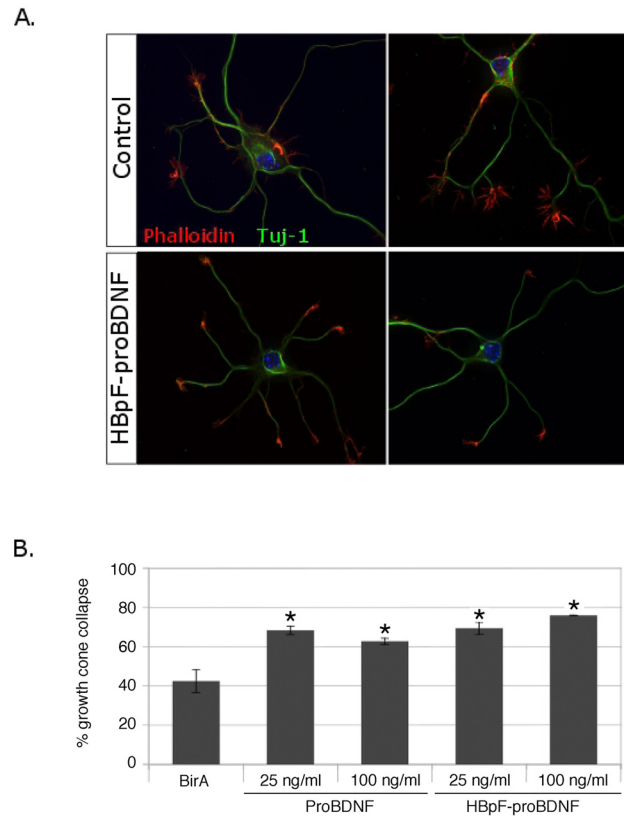 A.
Control
Phalloidin Tuj-1
HBpF-proBDNF
B.
% growth cone collapse
100
80
60
40
20
0
* * * *
BirA 25 ng/ml 100 ng/ml 25 ng/ml 100 ng/ml
ProBDNF HBpF-proBDNF